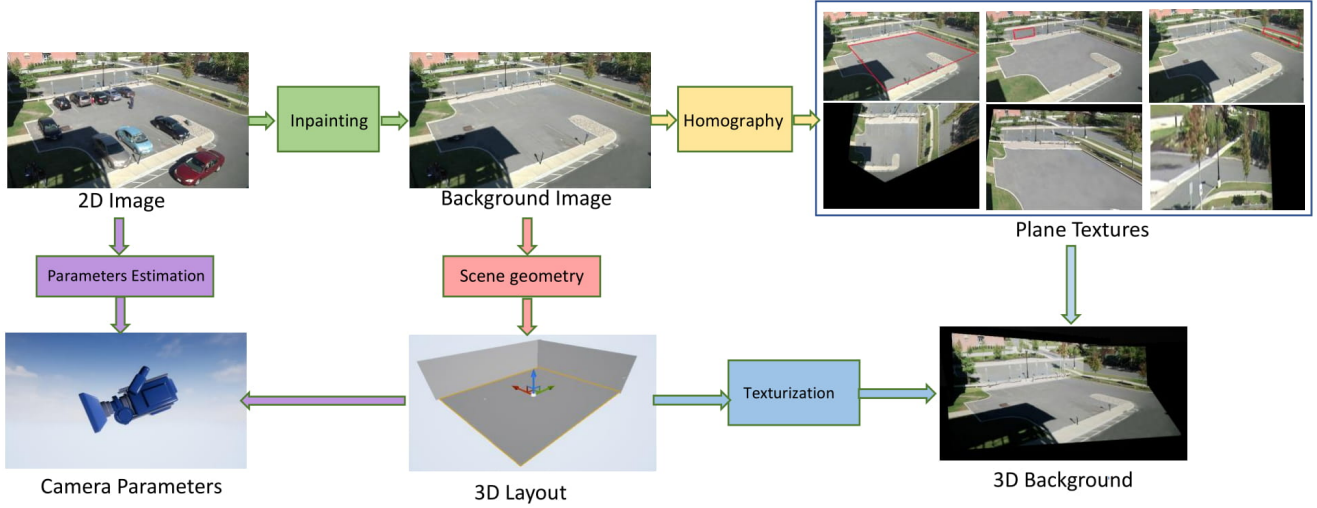 Inpainting
Homography
2D Image
Background Image
Plane Textures
Parameters Estimation
Scene geometry
Texturization
Camera Parameters
3D Layout
3D Background